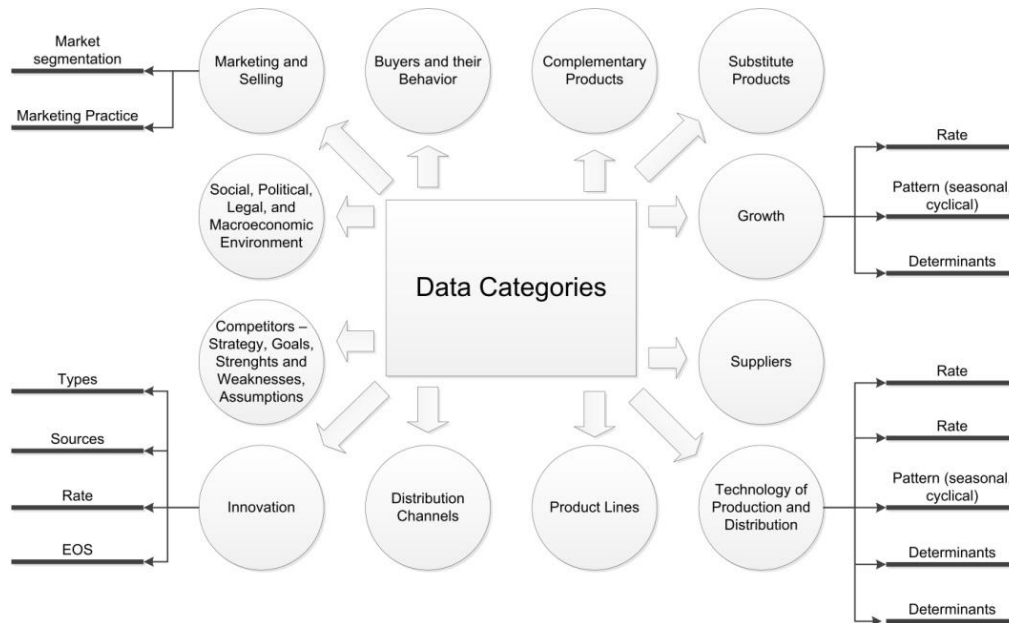 Market
segmentation
Marketing Practice
Marketing and
Selling
Buyers and their
Behavior
Complementary
Products
Substitute
Products
Social, Political,
Legal, and
Macroeconomic
Environment
Data Categories
Growth
Rate
Pattern (seasonal,
cyclical)
Determinants
Competitors –
Strategy, Goals,
Strenghts and
Weaknesses,
Assumptions
Suppliers
Types
Sources
Rate
EOS
Innovation
Distribution
Channels
Product Lines
Technology of
Production and
Distribution
Rate
Rate
Pattern (seasonal,
cyclical)
Determinants
Determinants